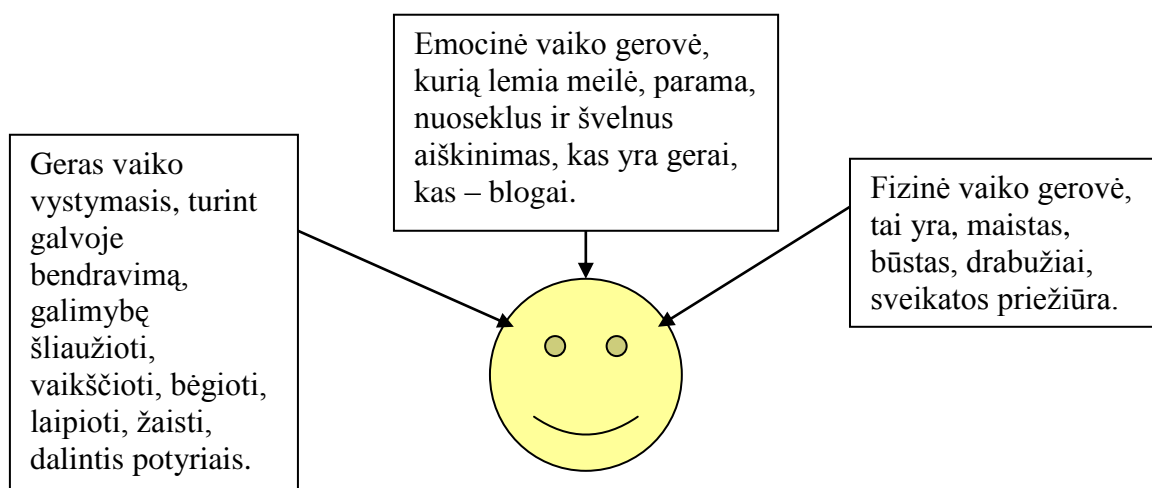 Geras vaiko
vystymasis, turint
galvoje
bendravimą,
galimybę
šliaužioti,
vaikščioti, bėgioti,
laipioti, žaisti,
dalintis potyriais.
Emocinė vaiko gerovė,
kurią lemia meilė, parama,
nuoseklus ir švelnus
aiškinimas, kas yra gerai,
kas – blogai.
Fizinė vaiko gerovė,
tai yra, maistas,
būstas, drabužiai,
sveikatos priežiūra.